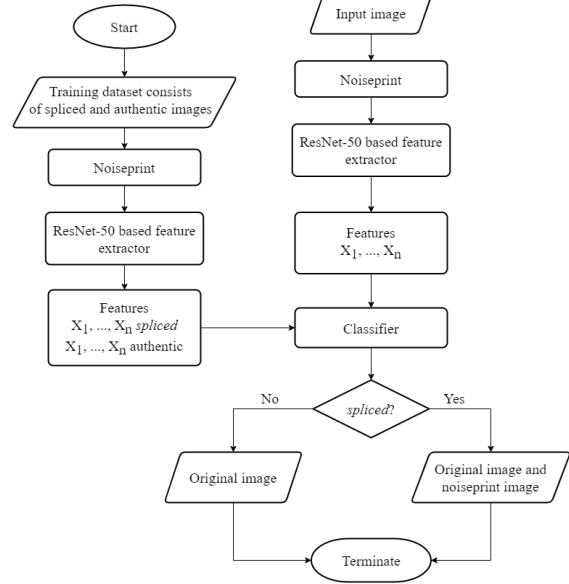 Start
Training dataset consists
of spliced and authentic images
Noiseprint
ResNet-50 based feature
extractor
Features
X1, ..., Xn spliced
X1, ..., Xn authentic
Input image
Noiseprint
ResNet-50 based feature
extractor
Features
X1, ..., Xn
Classifier
spliced?
No
Yes
Original image
Original image and
noiseprint image
Terminate